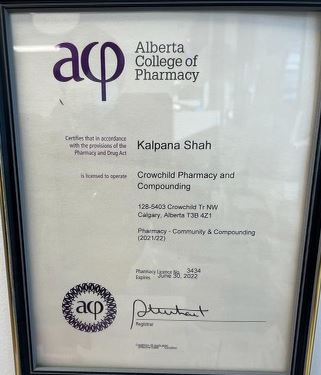 acp
Alberta
College of
Pharmacy
Certifies that in accordance
with the provisions of the
Pharmacy and Drug Act
Kalpana Shah
is licensed to operate
Crowchild Pharmacy and
Compounding
128-5403 Crowchild Tr NW
Calgary, Alberta T3B 4Z1
Pharmacy - Community & Compounding
(2021/22)
Pharmacy Licence No. 3434
Expires June 30, 2022
acp
Registrar